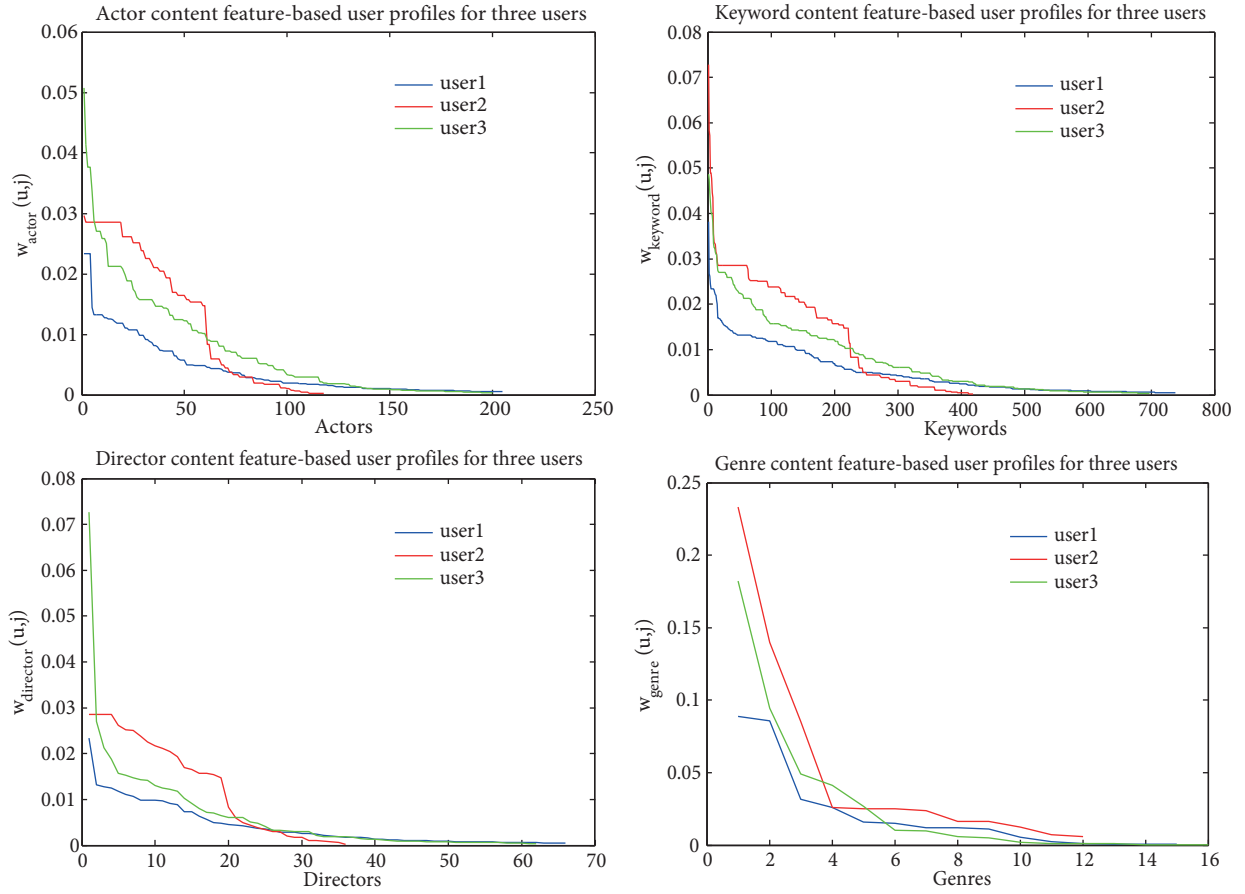 Actor content feature-based user profiles for three users
0.06
0.05
0.04
0.03
0.02
0.01
0
w_actor (u,j)
user1
user2
user3
0 50 100 150 200 250
Actors
Keyword content feature-based user profiles for three users
0.08
0.07
0.06
0.05
0.04
0.03
0.02
0.01
0
w_keyword (u,j)
user1
user2
user3
0 100 200 300 400 500 600 700 800
Keywords
Director content feature-based user profiles for three users
0.08
0.07
0.06
0.05
0.04
0.03
0.02
0.01
0
w_director (u,j)
user1
user2
user3
0 10 20 30 40 50 60 70
Directors
Genre content feature-based user profiles for three users
0.25
0.2
0.15
0.1
0.05
0
w_genre (u,j)
user1
user2
user3
0 2 4 6 8 10 12 14 16
Genres